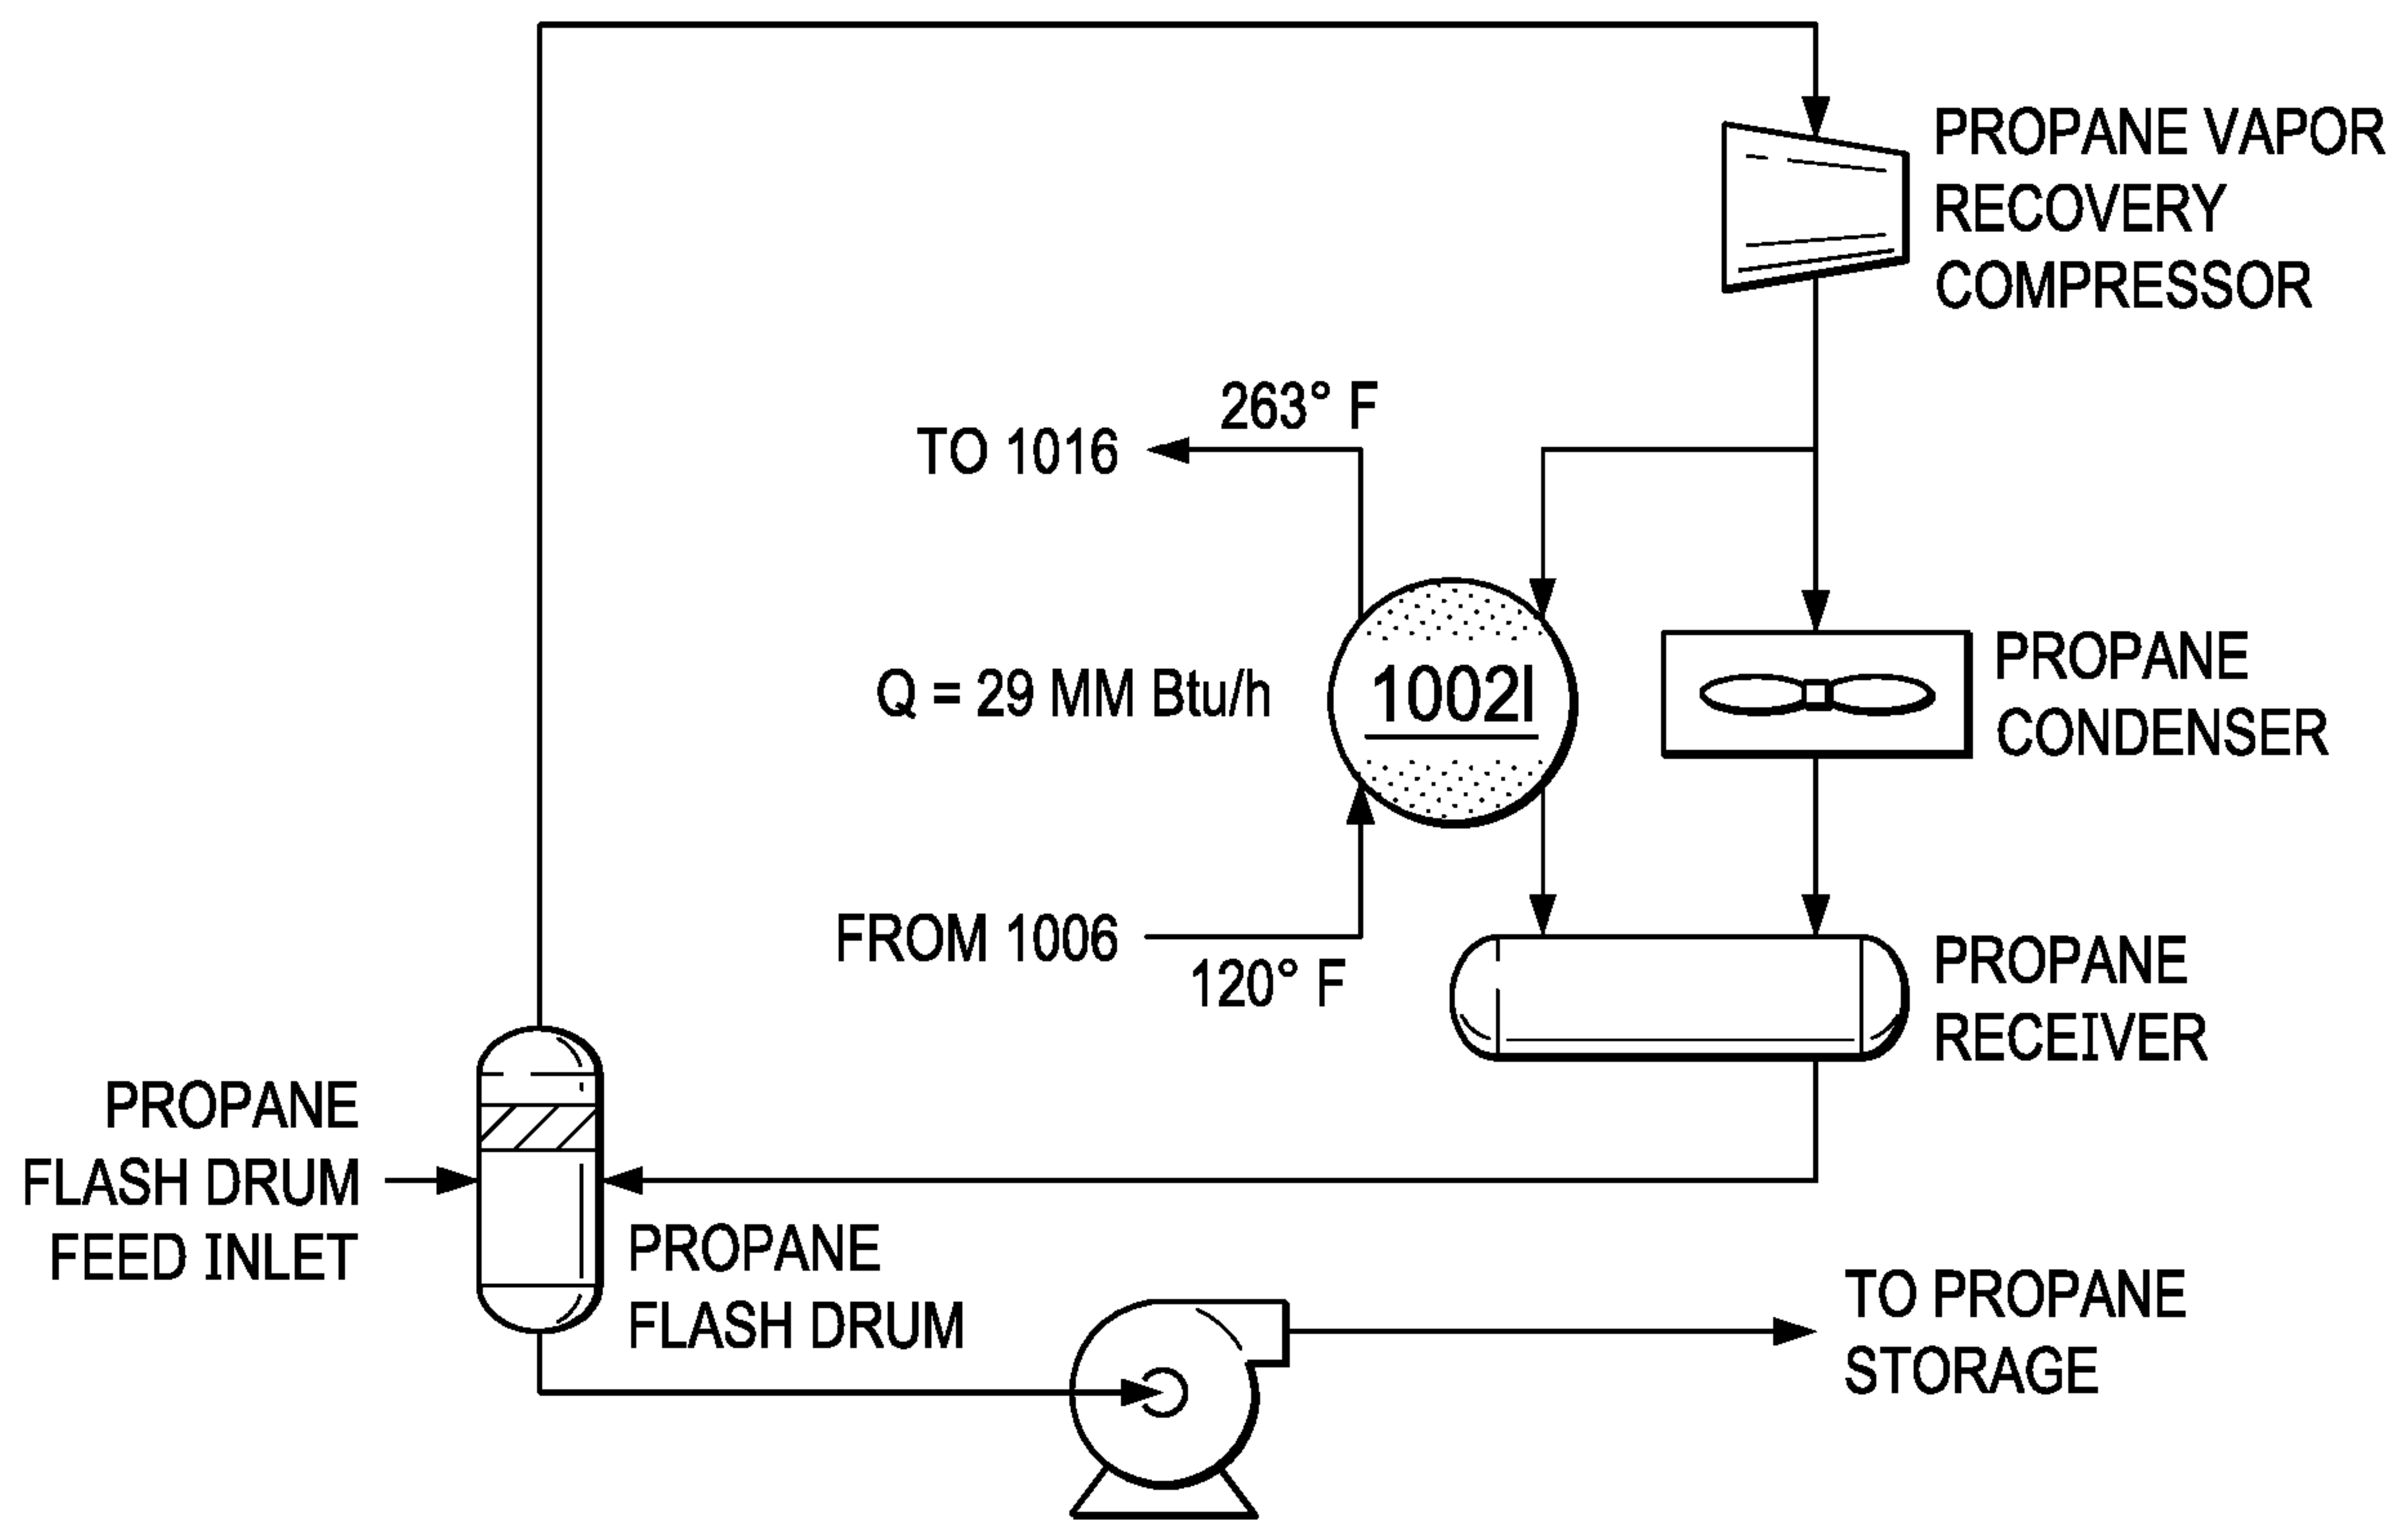 PROPANE VAPOR
RECOVERY
COMPRESSOR
263° F
TO 1016
Q = 29 MM Btu/h
1002I
PROPANE
CONDENSER
FROM 1006
120° F
PROPANE
RECEIVER
PROPANE
FLASH DRUM
FEED INLET
PROPANE
FLASH DRUM
TO PROPANE
STORAGE